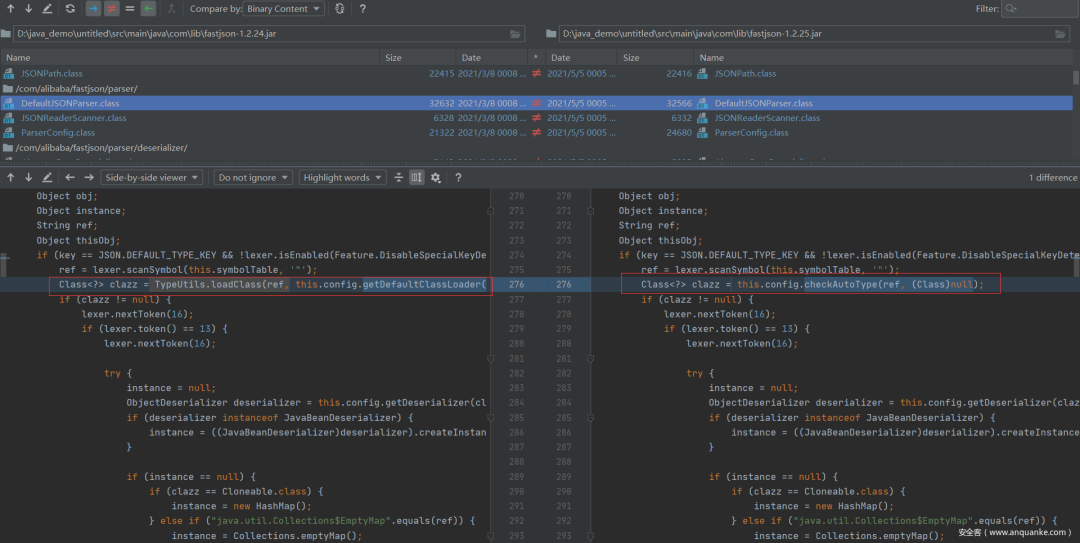 Compare by: Binary Content
?
Filter:
D:\java_demo\untitled\src\main\java\com\lib\fastjson-1.2.24.jar
D:\java_demo\untitled\src\main\java\com\lib\fastjson-1.2.25.jar
Name Size Date * Date Size Name
JSONPath.class 22415 2021/3/8 0008 ... ≠ 2021/5/5 0005 ... 22416 JSONPath.class
/com/alibaba/fastjson/parser/
DefaultJSONParser.class 32632 2021/3/8 0008 ... ≠ 2021/5/5 0005 ... 32566 DefaultJSONParser.class
JSONReaderScanner.class 6328 2021/3/8 0008 ... ≠ 2021/5/5 0005 ... 6332 JSONReaderScanner.class
ParserConfig.class 21322 2021/3/8 0008 ... ≠ 2021/5/5 0005 ... 24680 ParserConfig.class
/com/alibaba/fastjson/parser/deserializer/
Side-by-side viewer Do not ignore Highlight words ? 1 difference
Object obj; 270 270 Object obj;
Object instance; 271 271 Object instance;
String ref; 272 272 String ref;
Object thisObj; 273 273 Object thisObj;
if (key == JSON.DEFAULT_TYPE_KEY && !lexer.isEnabled(Feature.DisableSpecialKeyDe 274 274 if (key == JSON.DEFAULT_TYPE_KEY && !lexer.isEnabled(Feature.DisableSpecialKeyDete
ref = lexer.scanSymbol(this.symbolTable, '"'); 275 275 ref = lexer.scanSymbol(this.symbolTable, '"');
Class<?> clazz = TypeUtils.loadClass(ref, this.config.getDefaultClassLoader( 276 276 Class<?> clazz = this.config.checkAutoType(ref, (Class)null);
if (clazz != null) { 277 277 if (clazz != null) {
lexer.nextToken(16); 278 278 lexer.nextToken(16);
if (lexer.token() == 13) { 279 279 if (lexer.token() == 13) {
lexer.nextToken(16); 280 280 lexer.nextToken(16);
281 281
try { 282 282 try {
instance = null; 283 283 instance = null;
ObjectDeserializer deserializer = this.config.getDeserializer(cl 284 284 ObjectDeserializer deserializer = this.config.getDeserializer(claz
if (deserializer instanceof JavaBeanDeserializer) { 285 285 if (deserializer instanceof JavaBeanDeserializer) {
instance = ((JavaBeanDeserializer)deserializer).createInstan 286 286 instance = ((JavaBeanDeserializer)deserializer).createInstance
} 287 287 }
288 288
if (instance == null) { 289 289 if (instance == null) {
if (clazz == Cloneable.class) { 290 290 if (clazz == Cloneable.class) {
instance = new HashMap(); 291 291 instance = new HashMap();
} else if ("java.util.Collections$EmptyMap".equals(ref)) { 292 292 } else if ("java.util.Collections$EmptyMap".equals(ref)) {
instance = Collections.emptyMap(); 293 293 instance = Collections.emptyMap();
安全客（www.anquanke.com）